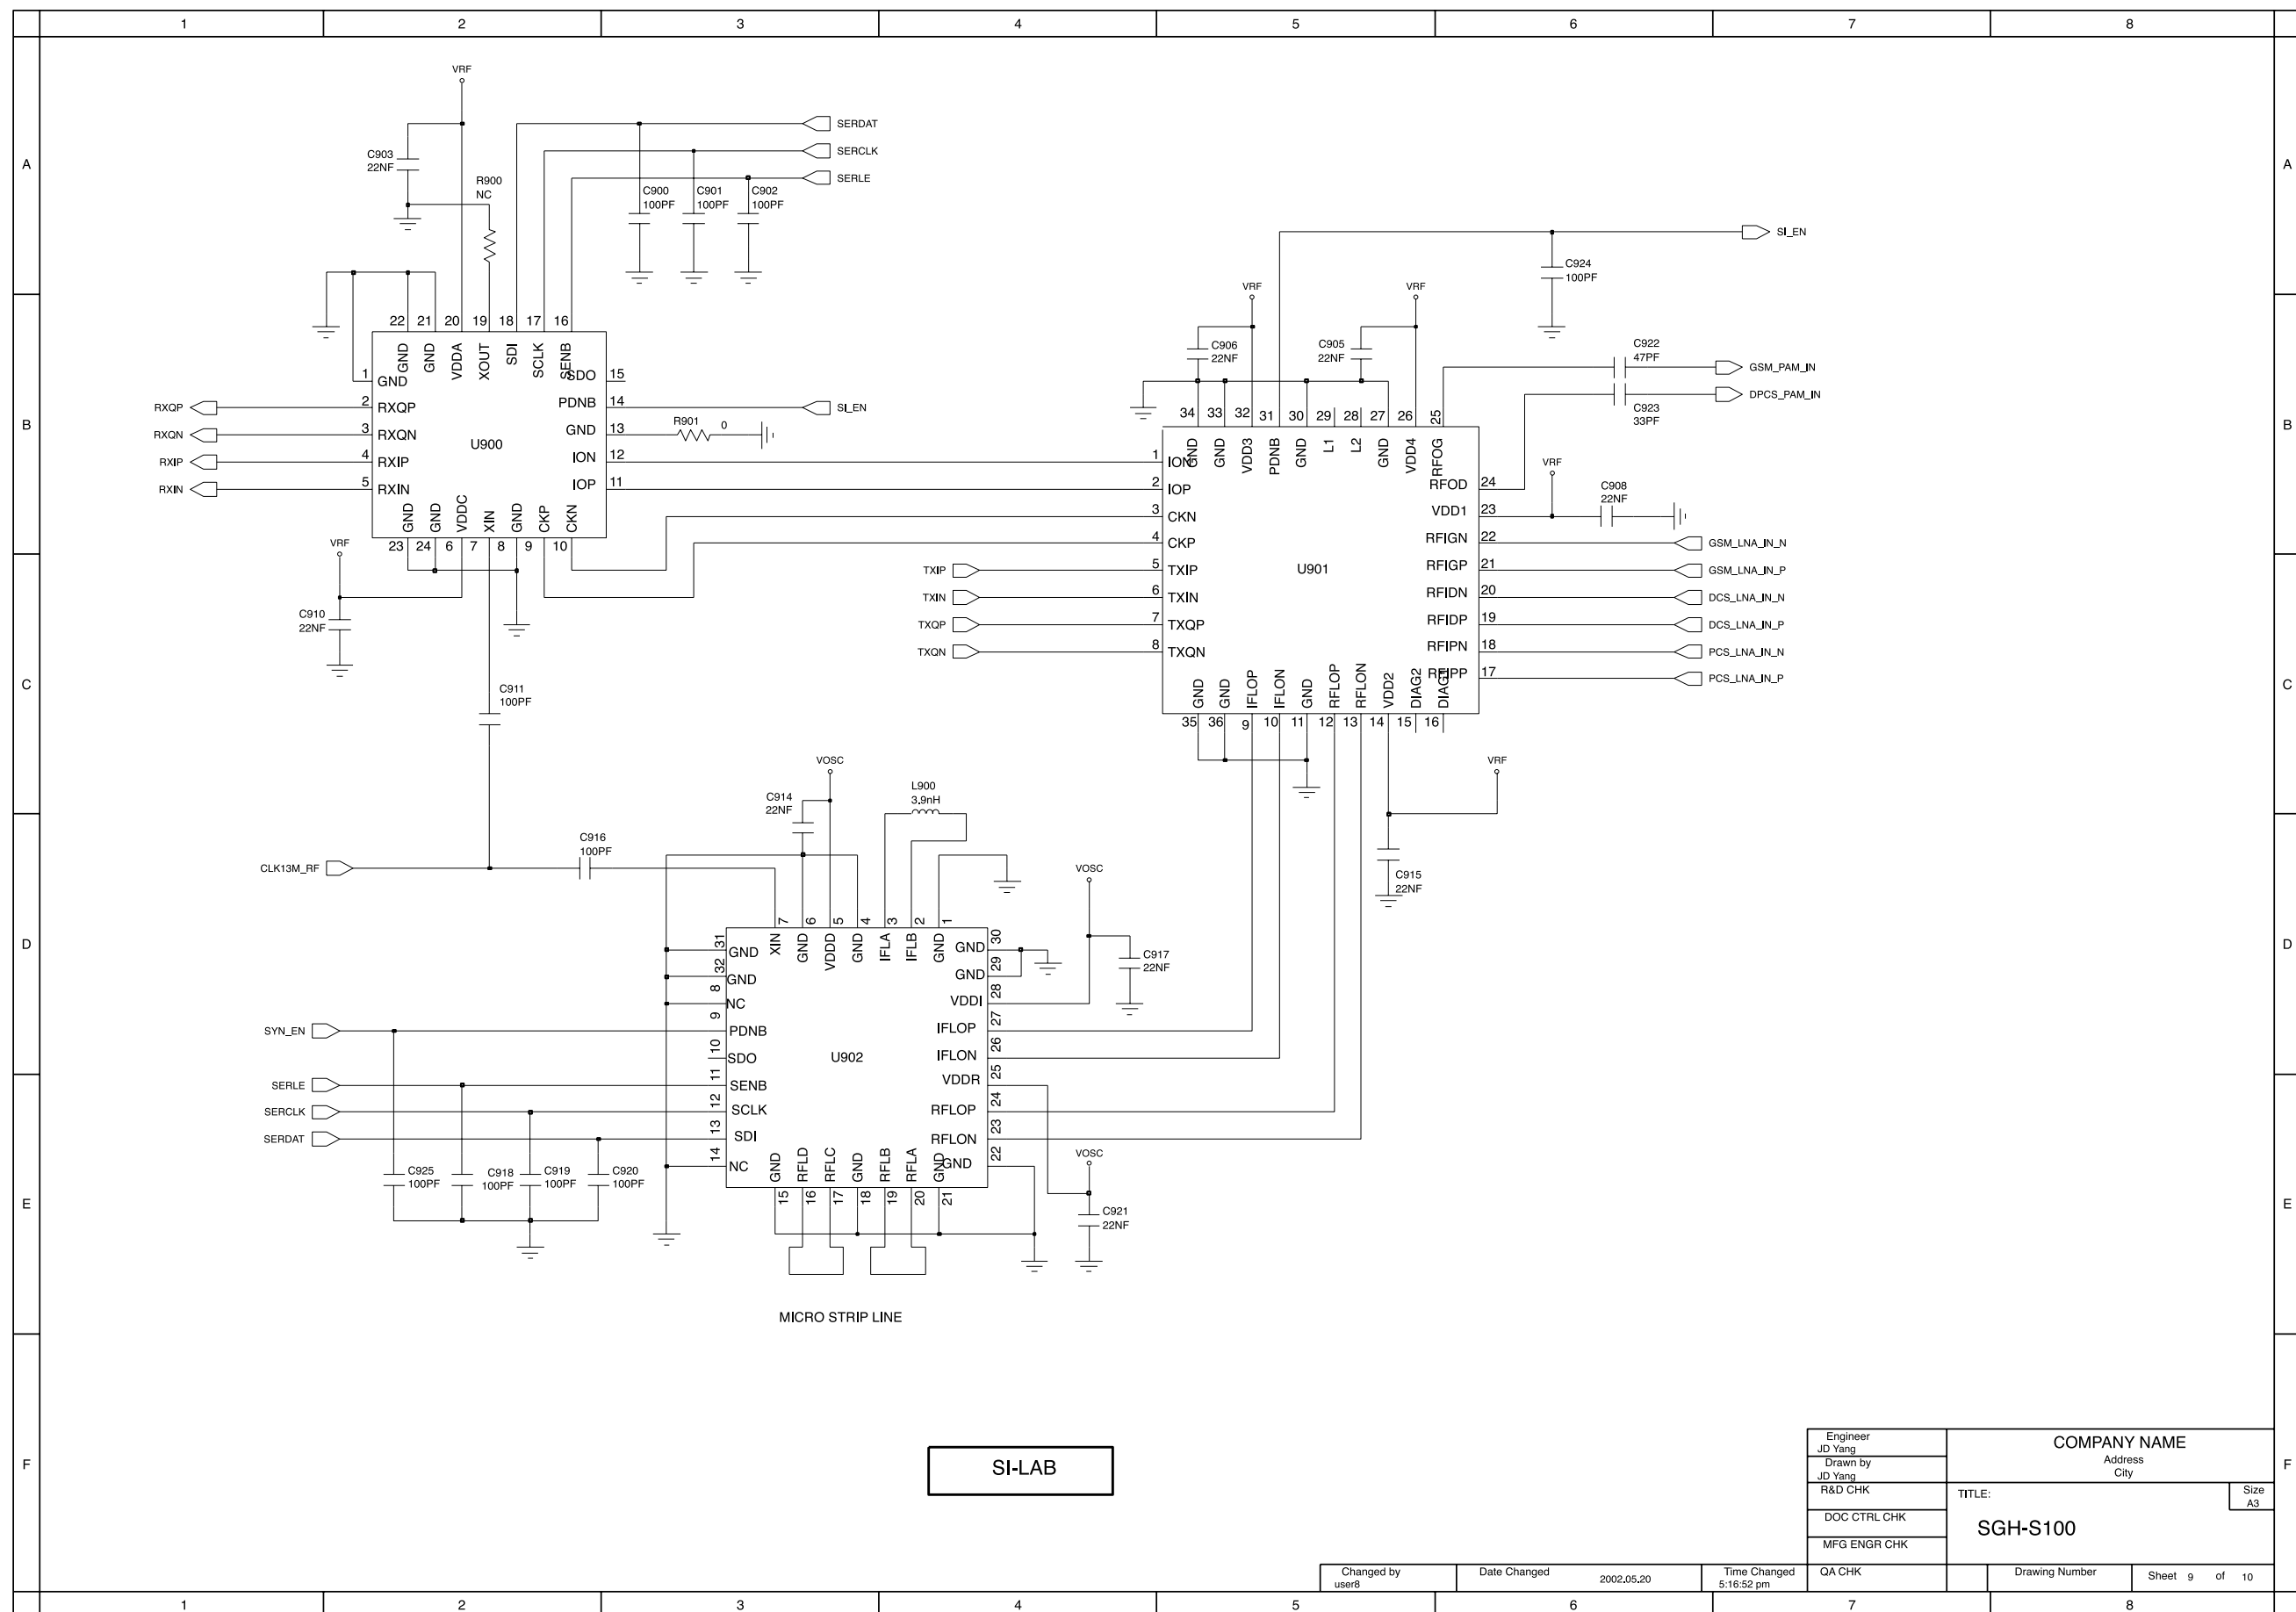 1 2 3 4 5 6 7 8
A
B
C
D
E
F
A
B
C
D
E
F
VRF
C903
22NF
R900
NC
SERDAT
SERCLK
SERLE
C900
100PF
C901
100PF
C902
100PF
22 21 20 19 18 17 16
GND GND VDDA XOUT SDI SCLK SENB
1 GND
2 RXQP
3 RXQN
4 RXIP
5 RXIN
RXQP
RXQN
RXIP
RXIN
U900
SDO 15
PDNB 14
GND 13
ION 12
IOP 11
SI_EN
R901 0
GND GND VDDC XIN GND CKP CKN
23 24 6 7 8 9 10
VRF
C910
22NF
C911
100PF
CLK13M_RF
C916
100PF
SI_EN
C924
100PF
VRF
VRF
C906
22NF
C905
22NF
C922
47PF
GSM_PAM_IN
DPCS_PAM_IN
C923
33PF
34 33 32 31 30 29 28 27 26 25
GND GND VDD3 PDNB GND L1 L2 GND VDD4 RFOG
1 ION
2 IOP
3 CKN
4 CKP
5 TXIP
6 TXIN
7 TXQP
8 TXQN
TXIP
TXIN
TXQP
TXQN
U901
RFOD 24
VDD1 23
RFIGN 22
RFIGP 21
RFIDN 20
RFIDP 19
RFIPN 18
RFIPP 17
VRF
C908
22NF
GSM_LNA_IN_N
GSM_LNA_IN_P
DCS_LNA_IN_N
DCS_LNA_IN_P
PCS_LNA_IN_N
PCS_LNA_IN_P
GND GND IFLOP IFLON GND RFLOP RFLON VDD2 DIAG2 DIAG1
35 36 9 10 11 12 13 14 15 16
VRF
C915
22NF
VOSC
C914
22NF
L900
3.9nH
VOSC
C917
22NF
7 6 5 4 3 2 1
XIN GND VDDD GND IFLA IFLB GND
31 GND
32 GND
8 NC
9 PDNB
10 SDO
11 SENB
12 SCLK
13 SDI
14 NC
SYN_EN
SERLE
SERCLK
SERDAT
U902
GND 30
GND 29
VDDI 28
IFLOP 27
IFLON 26
VDDR 25
RFLOP 24
RFLON 23
GND 22
GND RFLD RFLC GND RFLB RFLA GND
15 16 17 18 19 20 21
C925
100PF
C918
100PF
C919
100PF
C920
100PF
VOSC
C921
22NF
MICRO STRIP LINE
SI-LAB
Engineer
JD Yang
Drawn by
JD Yang
R&D CHK
DOC CTRL CHK
MFG ENGR CHK
QA CHK
COMPANY NAME
Address
City
TITLE:
SGH-S100
Size
A3
Changed by
user8
Date Changed 2002.05.20
Time Changed
5:16:52 pm
Drawing Number
Sheet 9 of 10
1 2 3 4 5 6 7 8